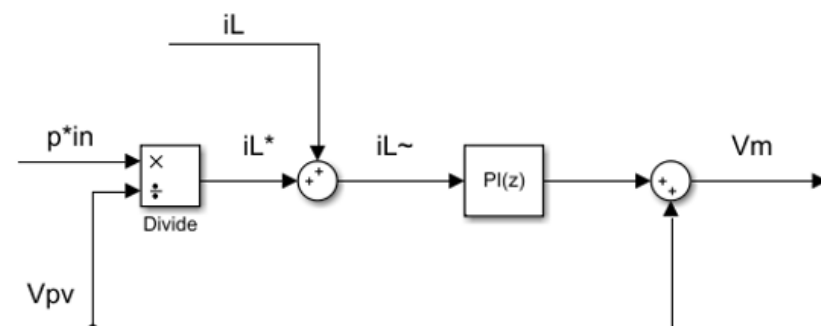 iL
p*in
iL*
iL~
Vm
×
÷
Divide
+
+
PI(z)
+
+
Vpv